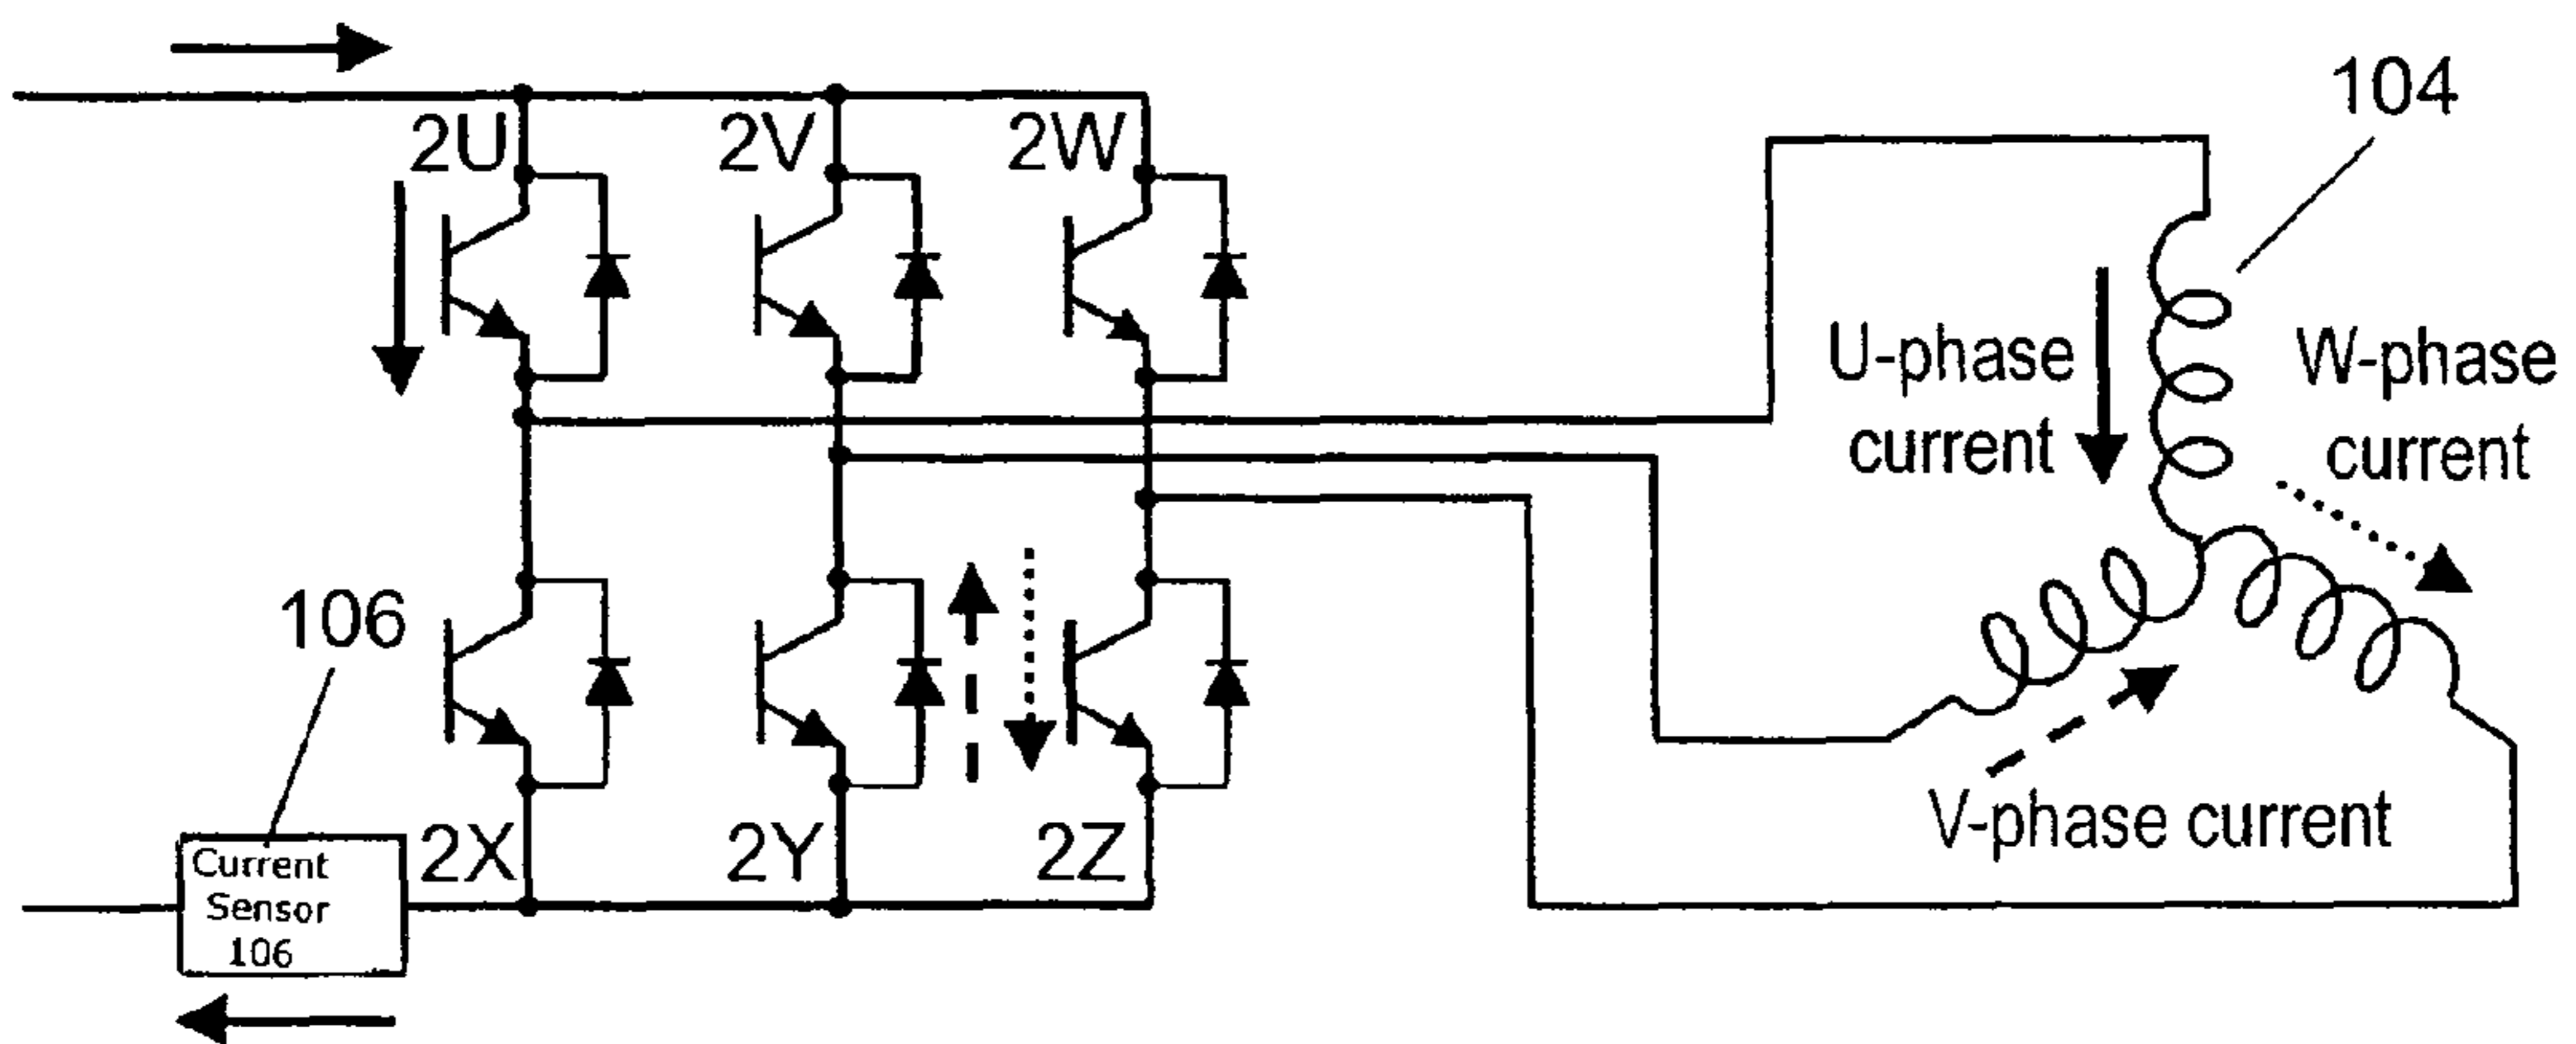 104
2U
2V
2W
U-phase
current
W-phase
current
106
2X
2Y
2Z
V-phase current
Current
Sensor
106